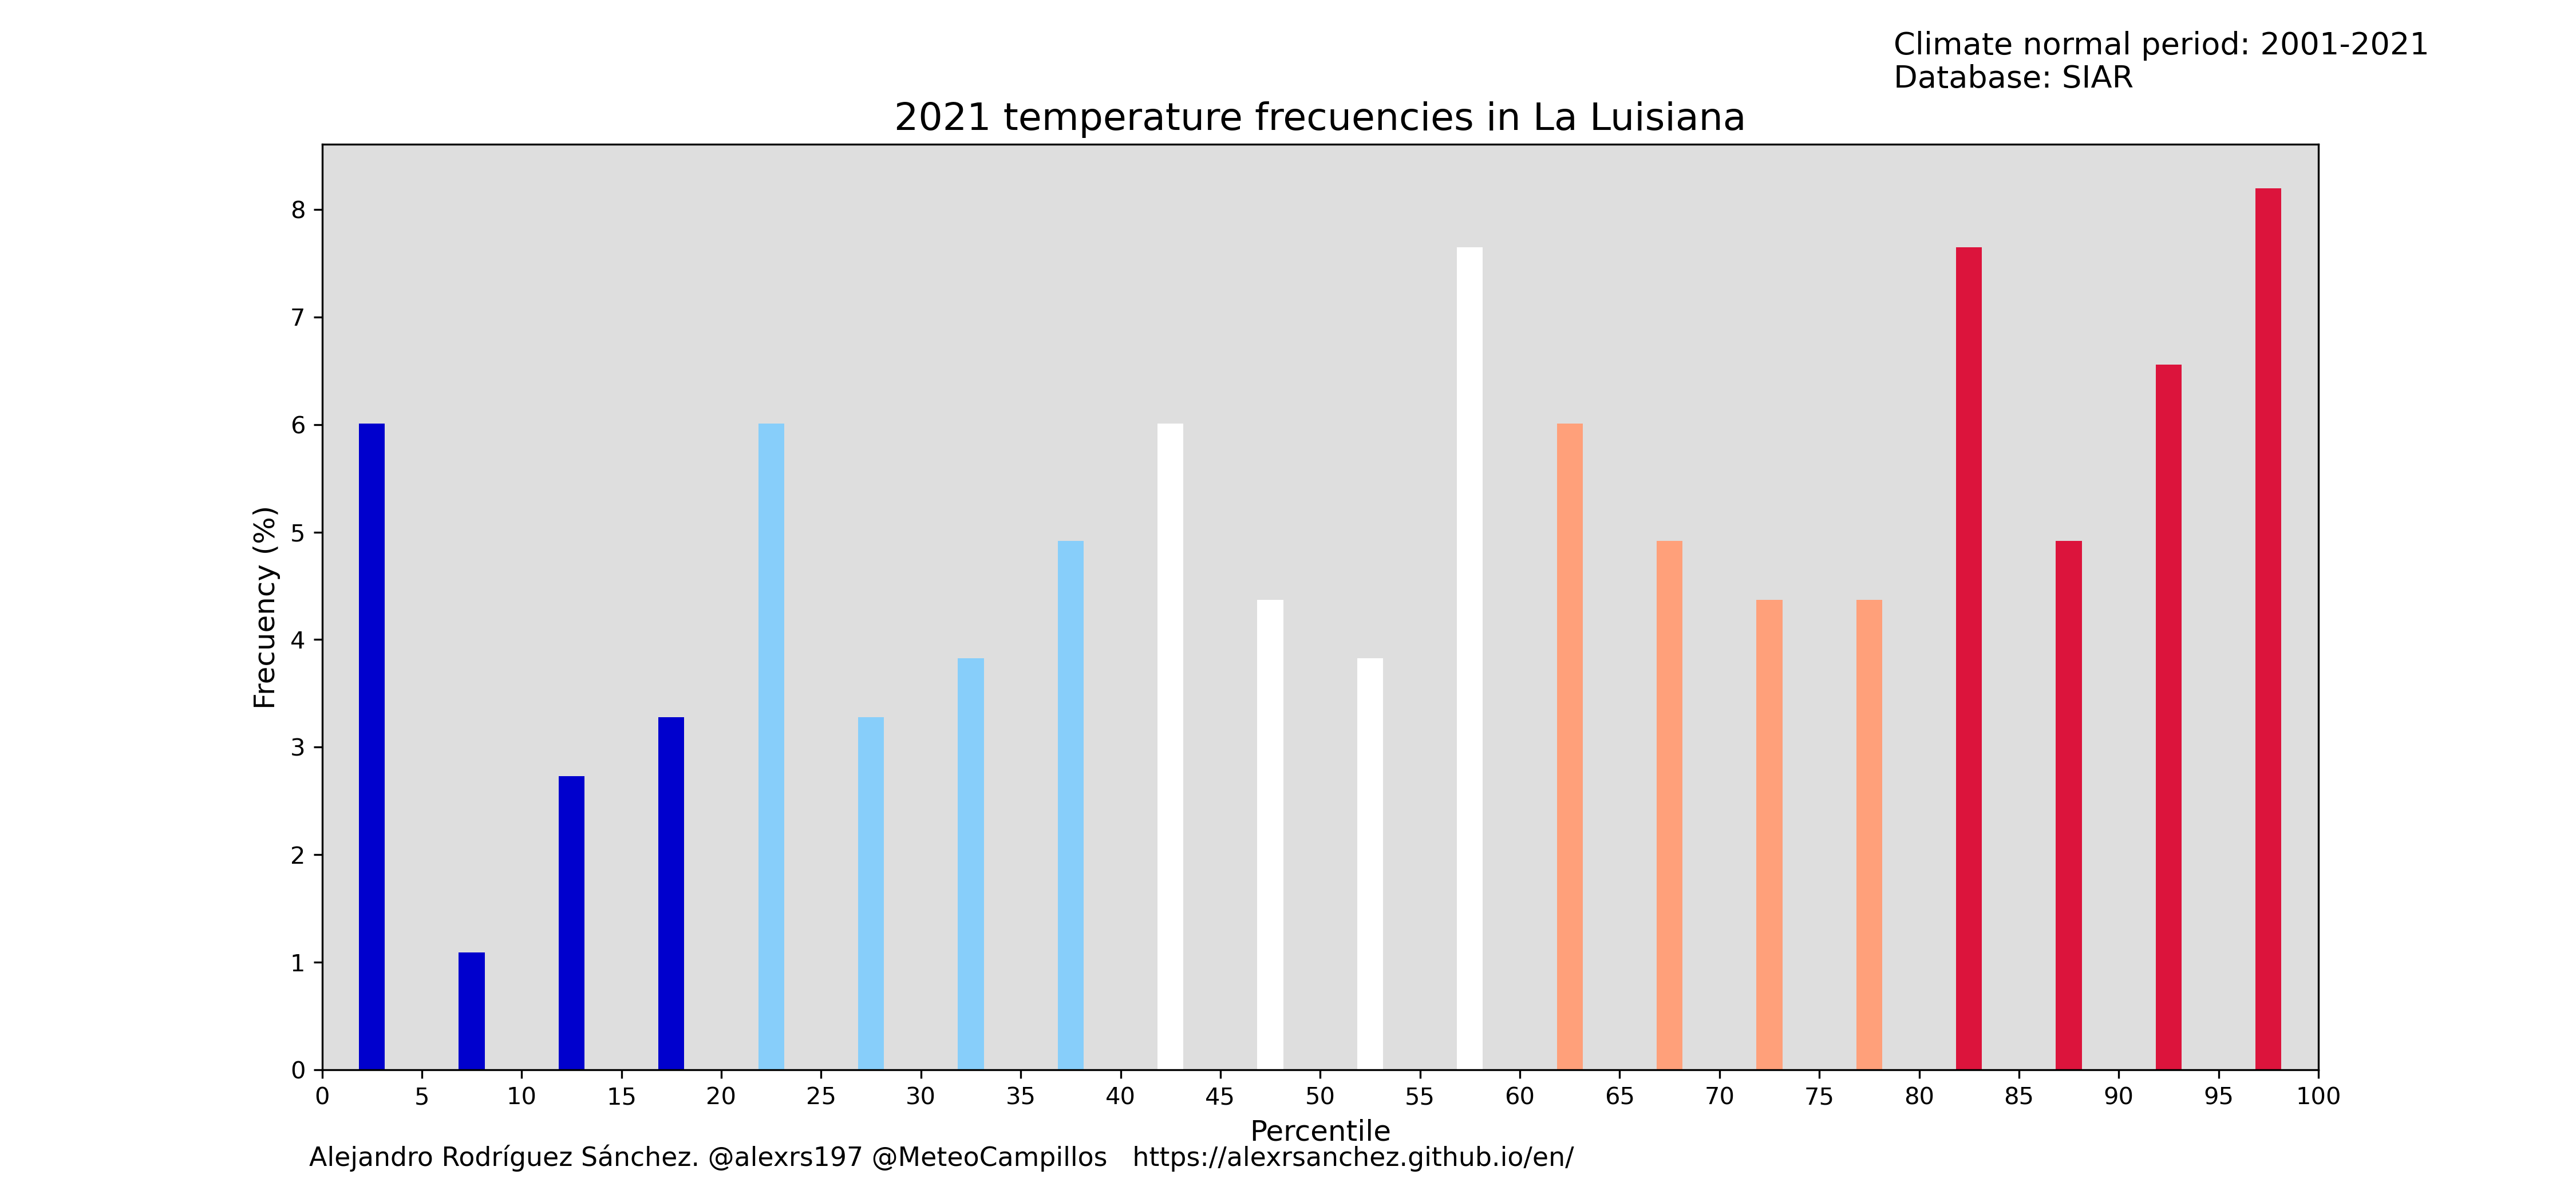 Climate normal period: 2001-2021
Database: SIAR
2021 temperature frecuencies in La Luisiana
8
7
6
5
4
3
2
1
0
Frecuency (%)
0 5 10 15 20 25 30 35 40 45 50 55 60 65 70 75 80 85 90 95 100
Percentile
Alejandro Rodríguez Sánchez. @alexrs197 @MeteoCampillos https://alexrsanchez.github.io/en/